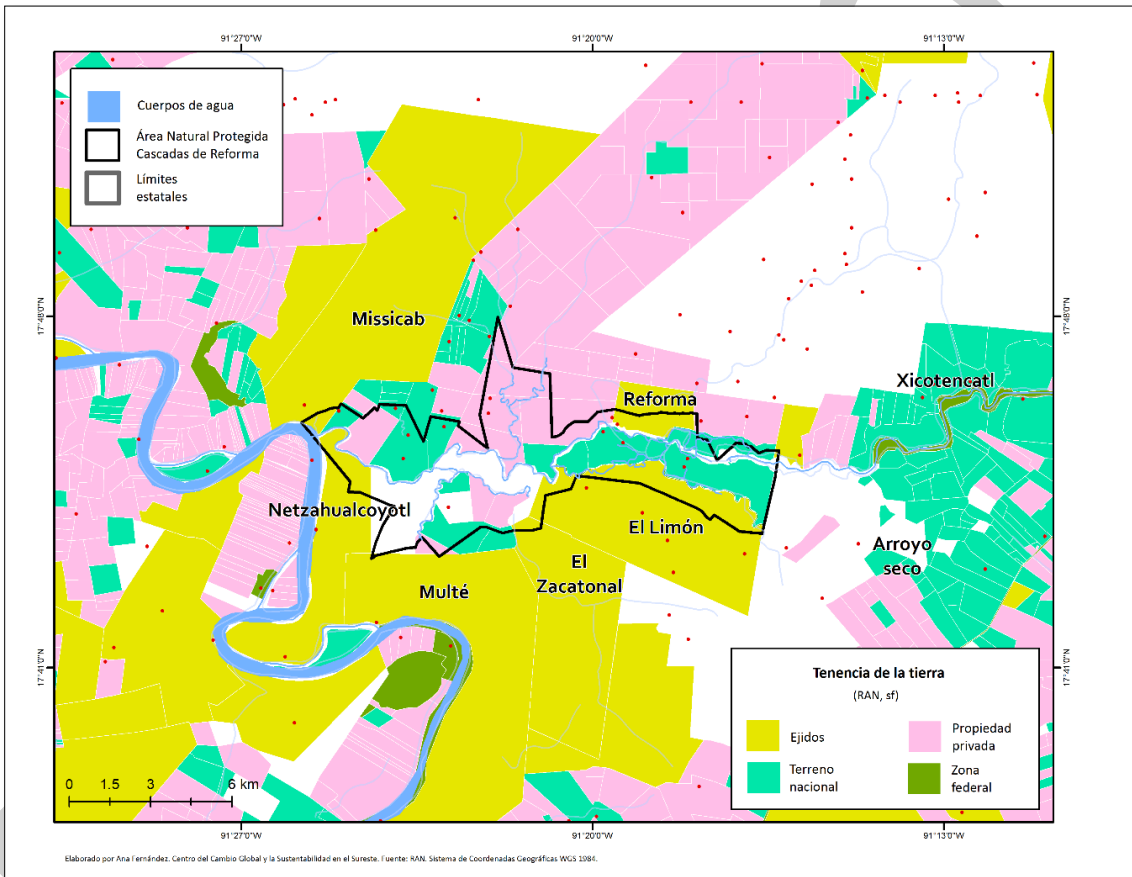 91°27'0"W
91°20'0"W
91°13'0"W
Cuerpos de agua
Área Natural Protegida
Cascadas de Reforma
Límites
estatales
17°48'0"N
17°48'0"N
Missicab
Xicotencatl
Reforma
Netzahualcoyotl
El Limón
Arroyo
seco
El
Zacatonal
Multé
17°41'0"N
17°41'0"N
Tenencia de la tierra
(RAN, sf)
Ejidos
Propiedad
privada
Terreno
nacional
Zona
federal
0 1.5 3 6 km
91°27'0"W
91°20'0"W
91°13'0"W
Elaborado por Ana Fernández. Centro del Cambio Global y la Sustentabilidad en el Sureste. Fuente: RAN. Sistema de Coordenadas Geográficas WGS 1984.